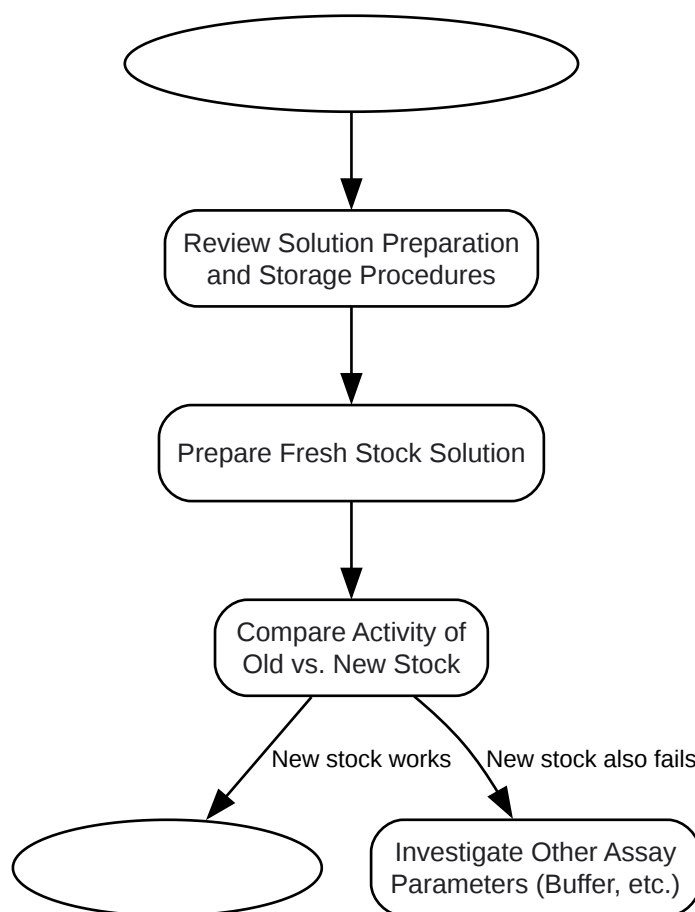 Review Solution Preparation
and Storage Procedures
Prepare Fresh Stock Solution
Compare Activity of
Old vs. New Stock
New stock works
New stock also fails
Investigate Other Assay
Parameters (Buffer, etc.)